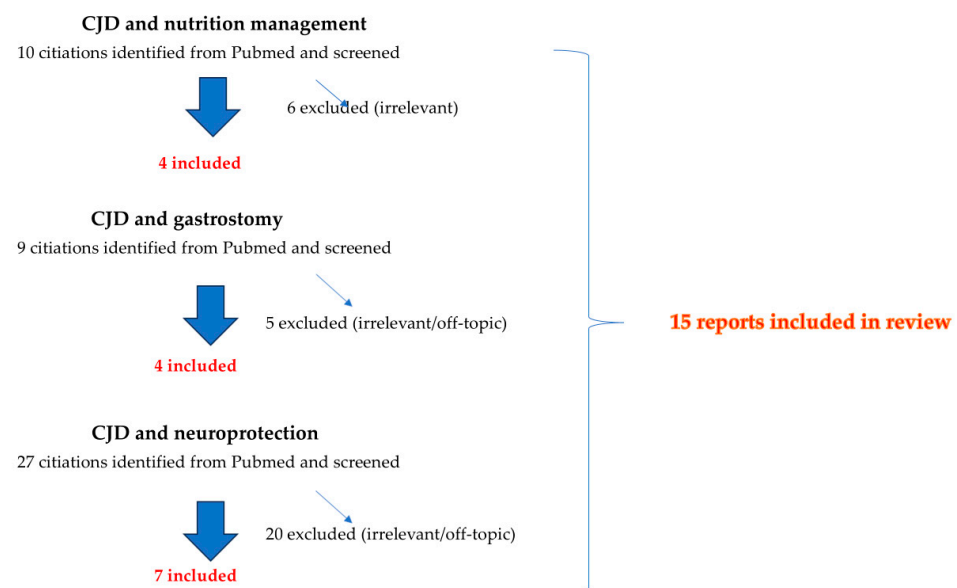 CJD and nutrition management
10 citiations identified from Pubmed and screened
6 excluded (irrelevant)
4 included
CJD and gastrostomy
9 citiations identified from Pubmed and screened
5 excluded (irrelevant/off-topic)
15 reports included in review
4 included
CJD and neuroprotection
27 citiations identified from Pubmed and screened
20 excluded (irrelevant/off-topic)
7 included